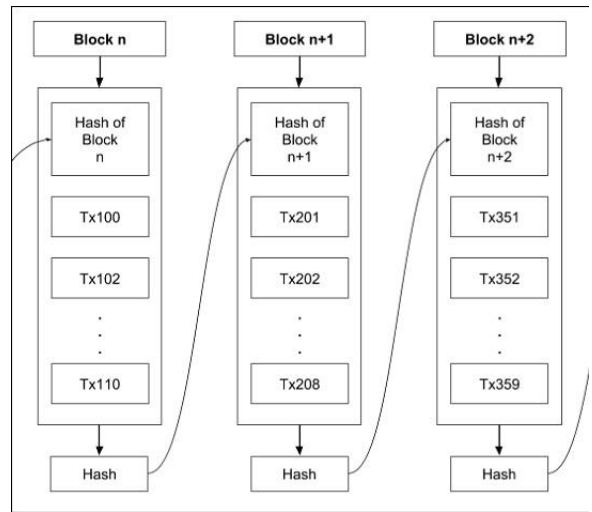 Block n
Hash of
Block
n
Tx100
Tx102
.
.
.
Tx110
Hash
Block n+1
Hash of
Block
n+1
Tx201
Tx202
.
.
.
Tx208
Hash
Block n+2
Hash of
Block
n+2
Tx351
Tx352
.
.
.
Tx359
Hash